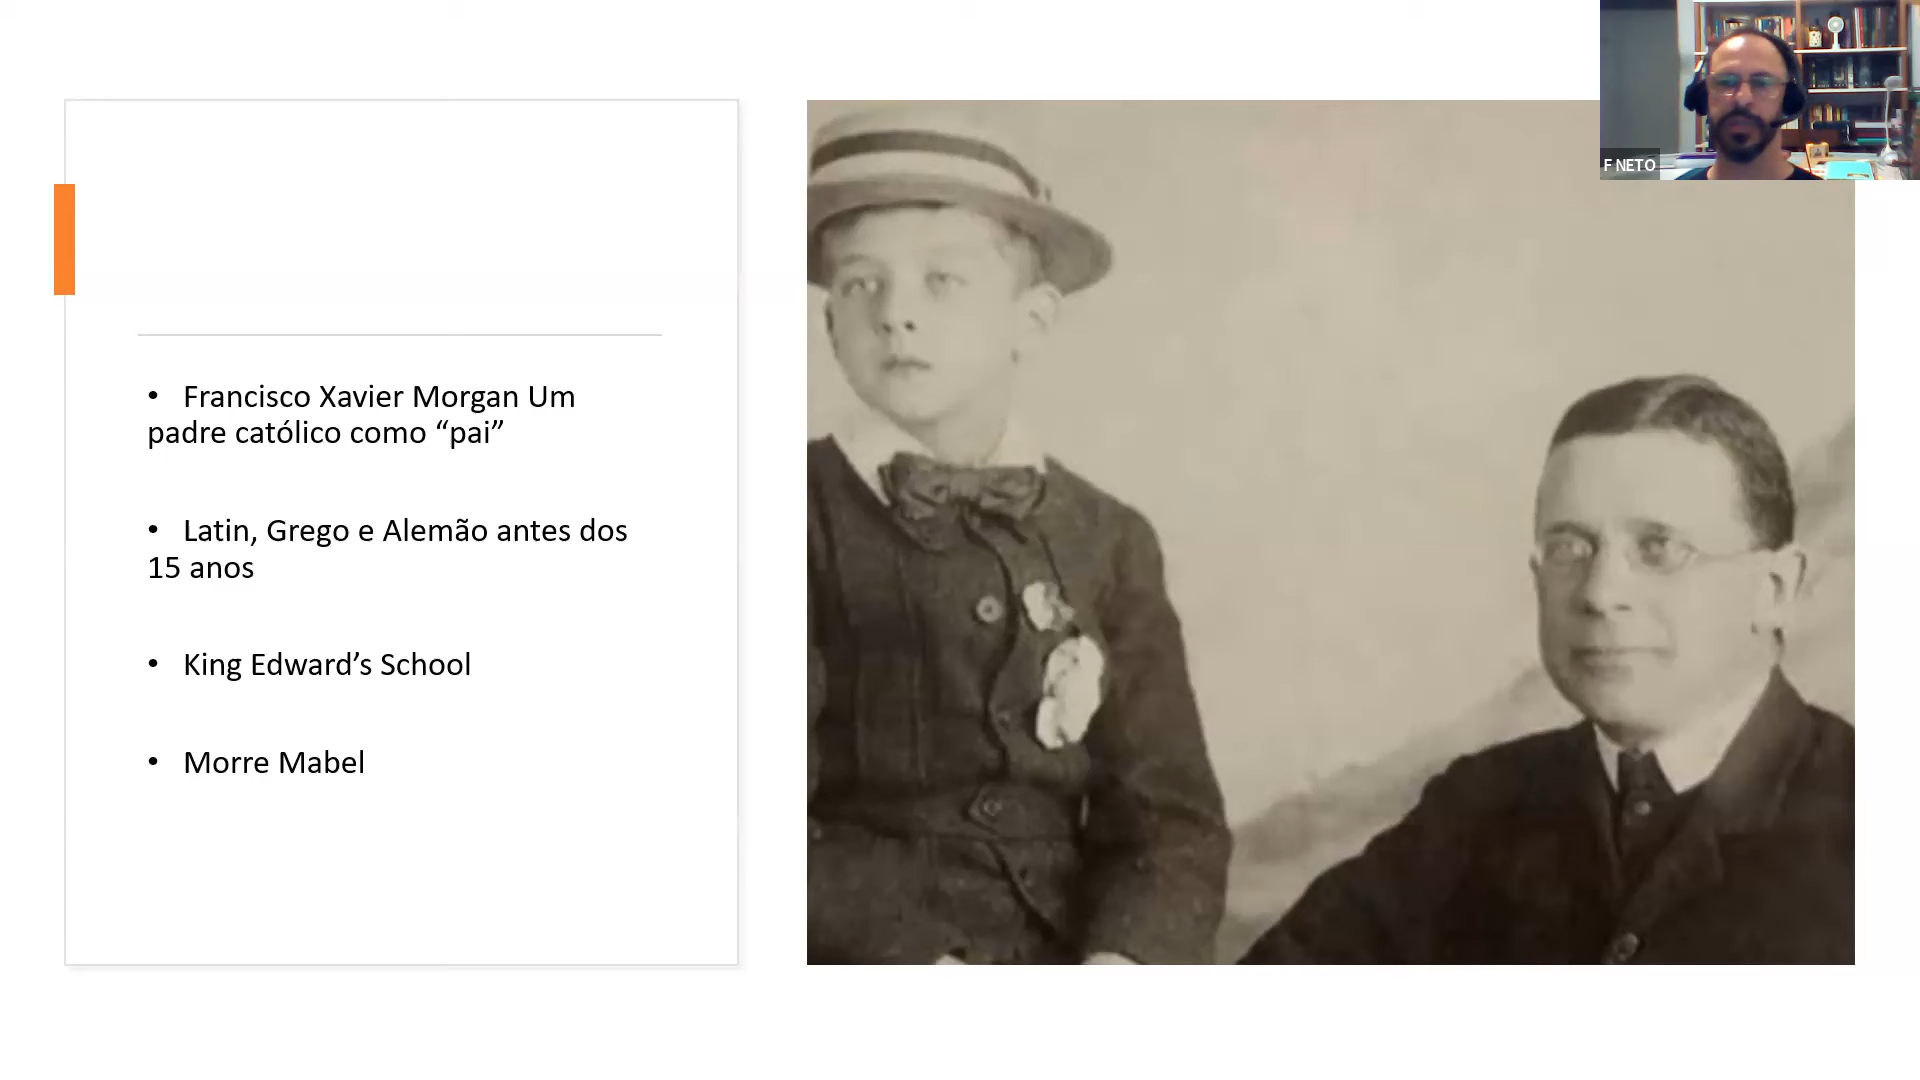 F NETO
• Francisco Xavier Morgan Um
padre católico como “pai”
• Latin, Grego e Alemão antes dos
15 anos
• King Edward’s School
• Morre Mabel